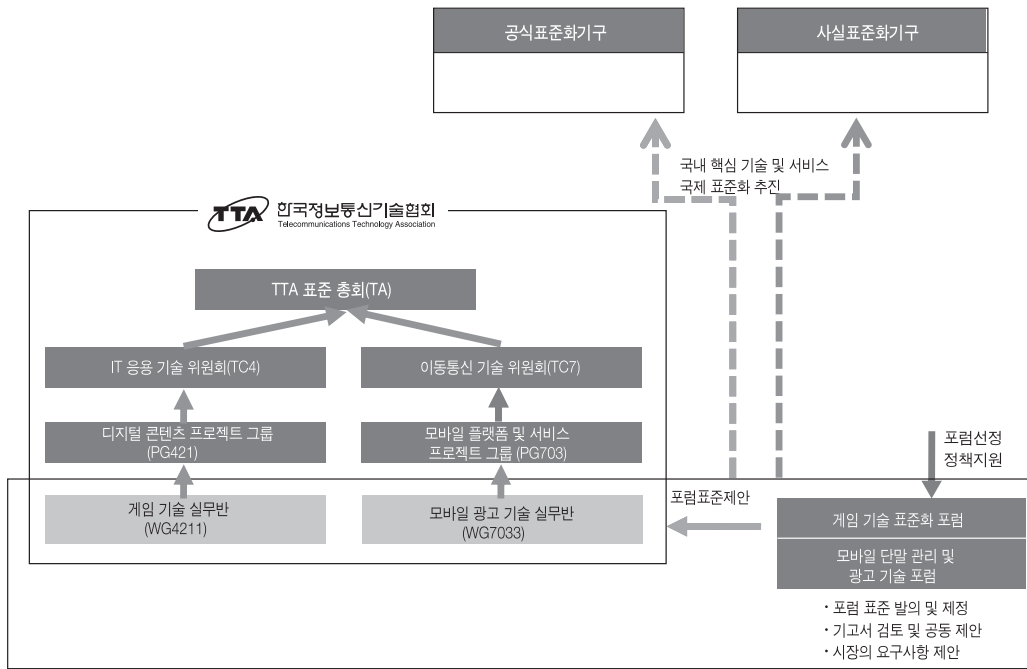 공식표준화기구
사실표준화기구
국내 핵심 기술 및 서비스
국제 표준화 추진
TTA 한국정보통신기술협회
Telecommunications Technology Association
TTA 표준 총회(TA)
IT 응용 기술 위원회(TC4)
이동통신 기술 위원회(TC7)
디지털 콘텐츠 프로젝트 그룹
(PG421)
모바일 플랫폼 및 서비스
프로젝트 그룹 (PG703)
포럼선정
정책지원
게임 기술 실무반
(WG4211)
모바일 광고 기술 실무반
(WG7033)
포럼표준제안
게임 기술 표준화 포럼
모바일 단말 관리 및
광고 기술 포럼
· 포럼 표준 발의 및 제정
· 기고서 검토 및 공동 제안
· 시장의 요구사항 제안